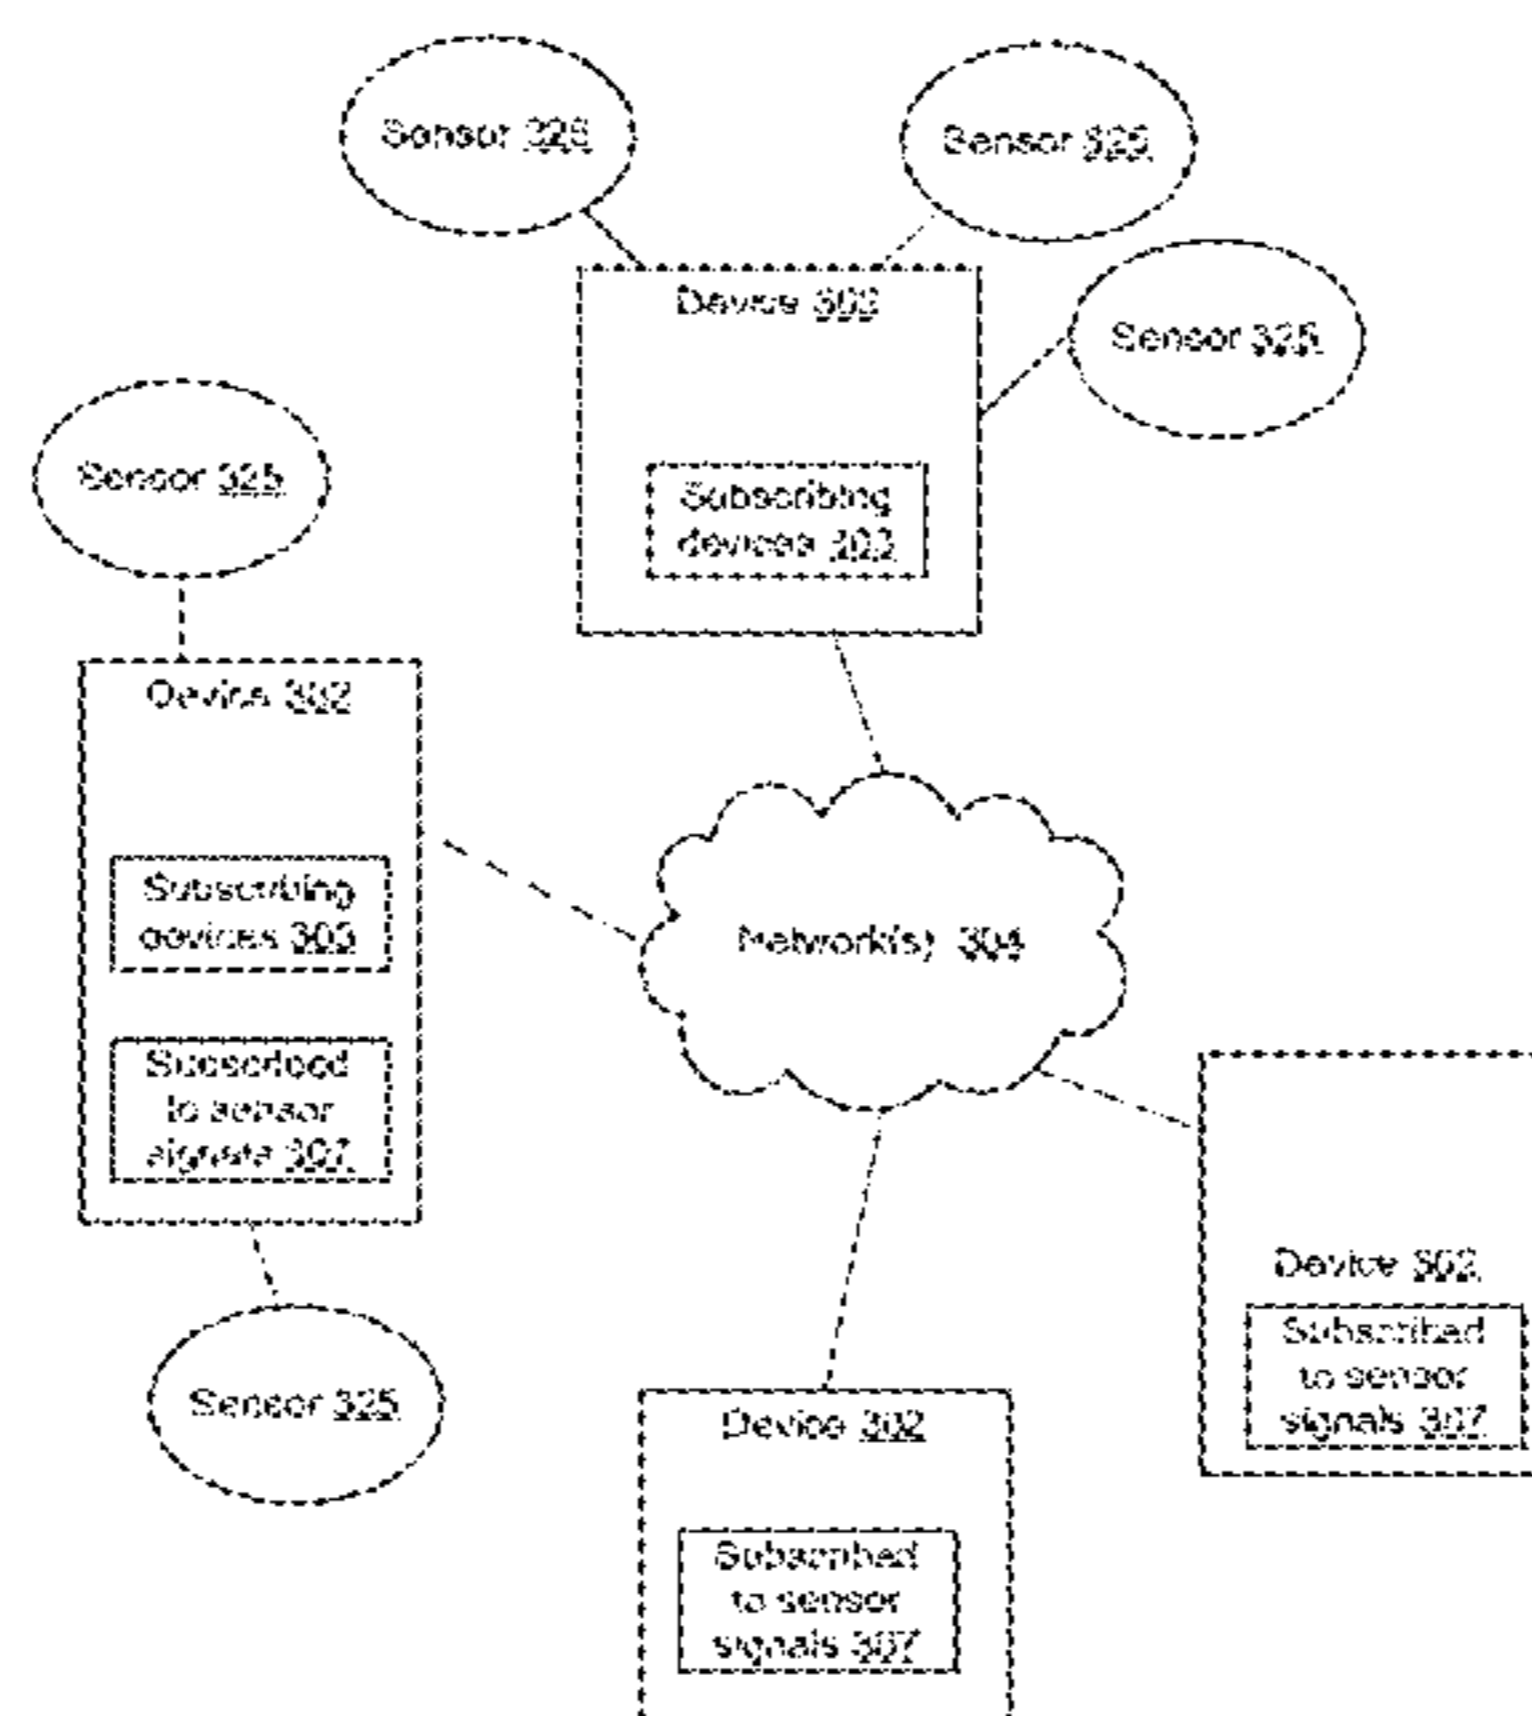 Sensor 325
Sensor 325
Device 302
Sensor 325
Subscribing
devices 303
Sensor 325
Device 302
Subscribing
devices 303
Network(s) 304
Subscribed
to sensor
signals 307
Device 302
Subscribed
to sensor
signals 307
Sensor 325
Device 302
Subscribed
to sensor
signals 307